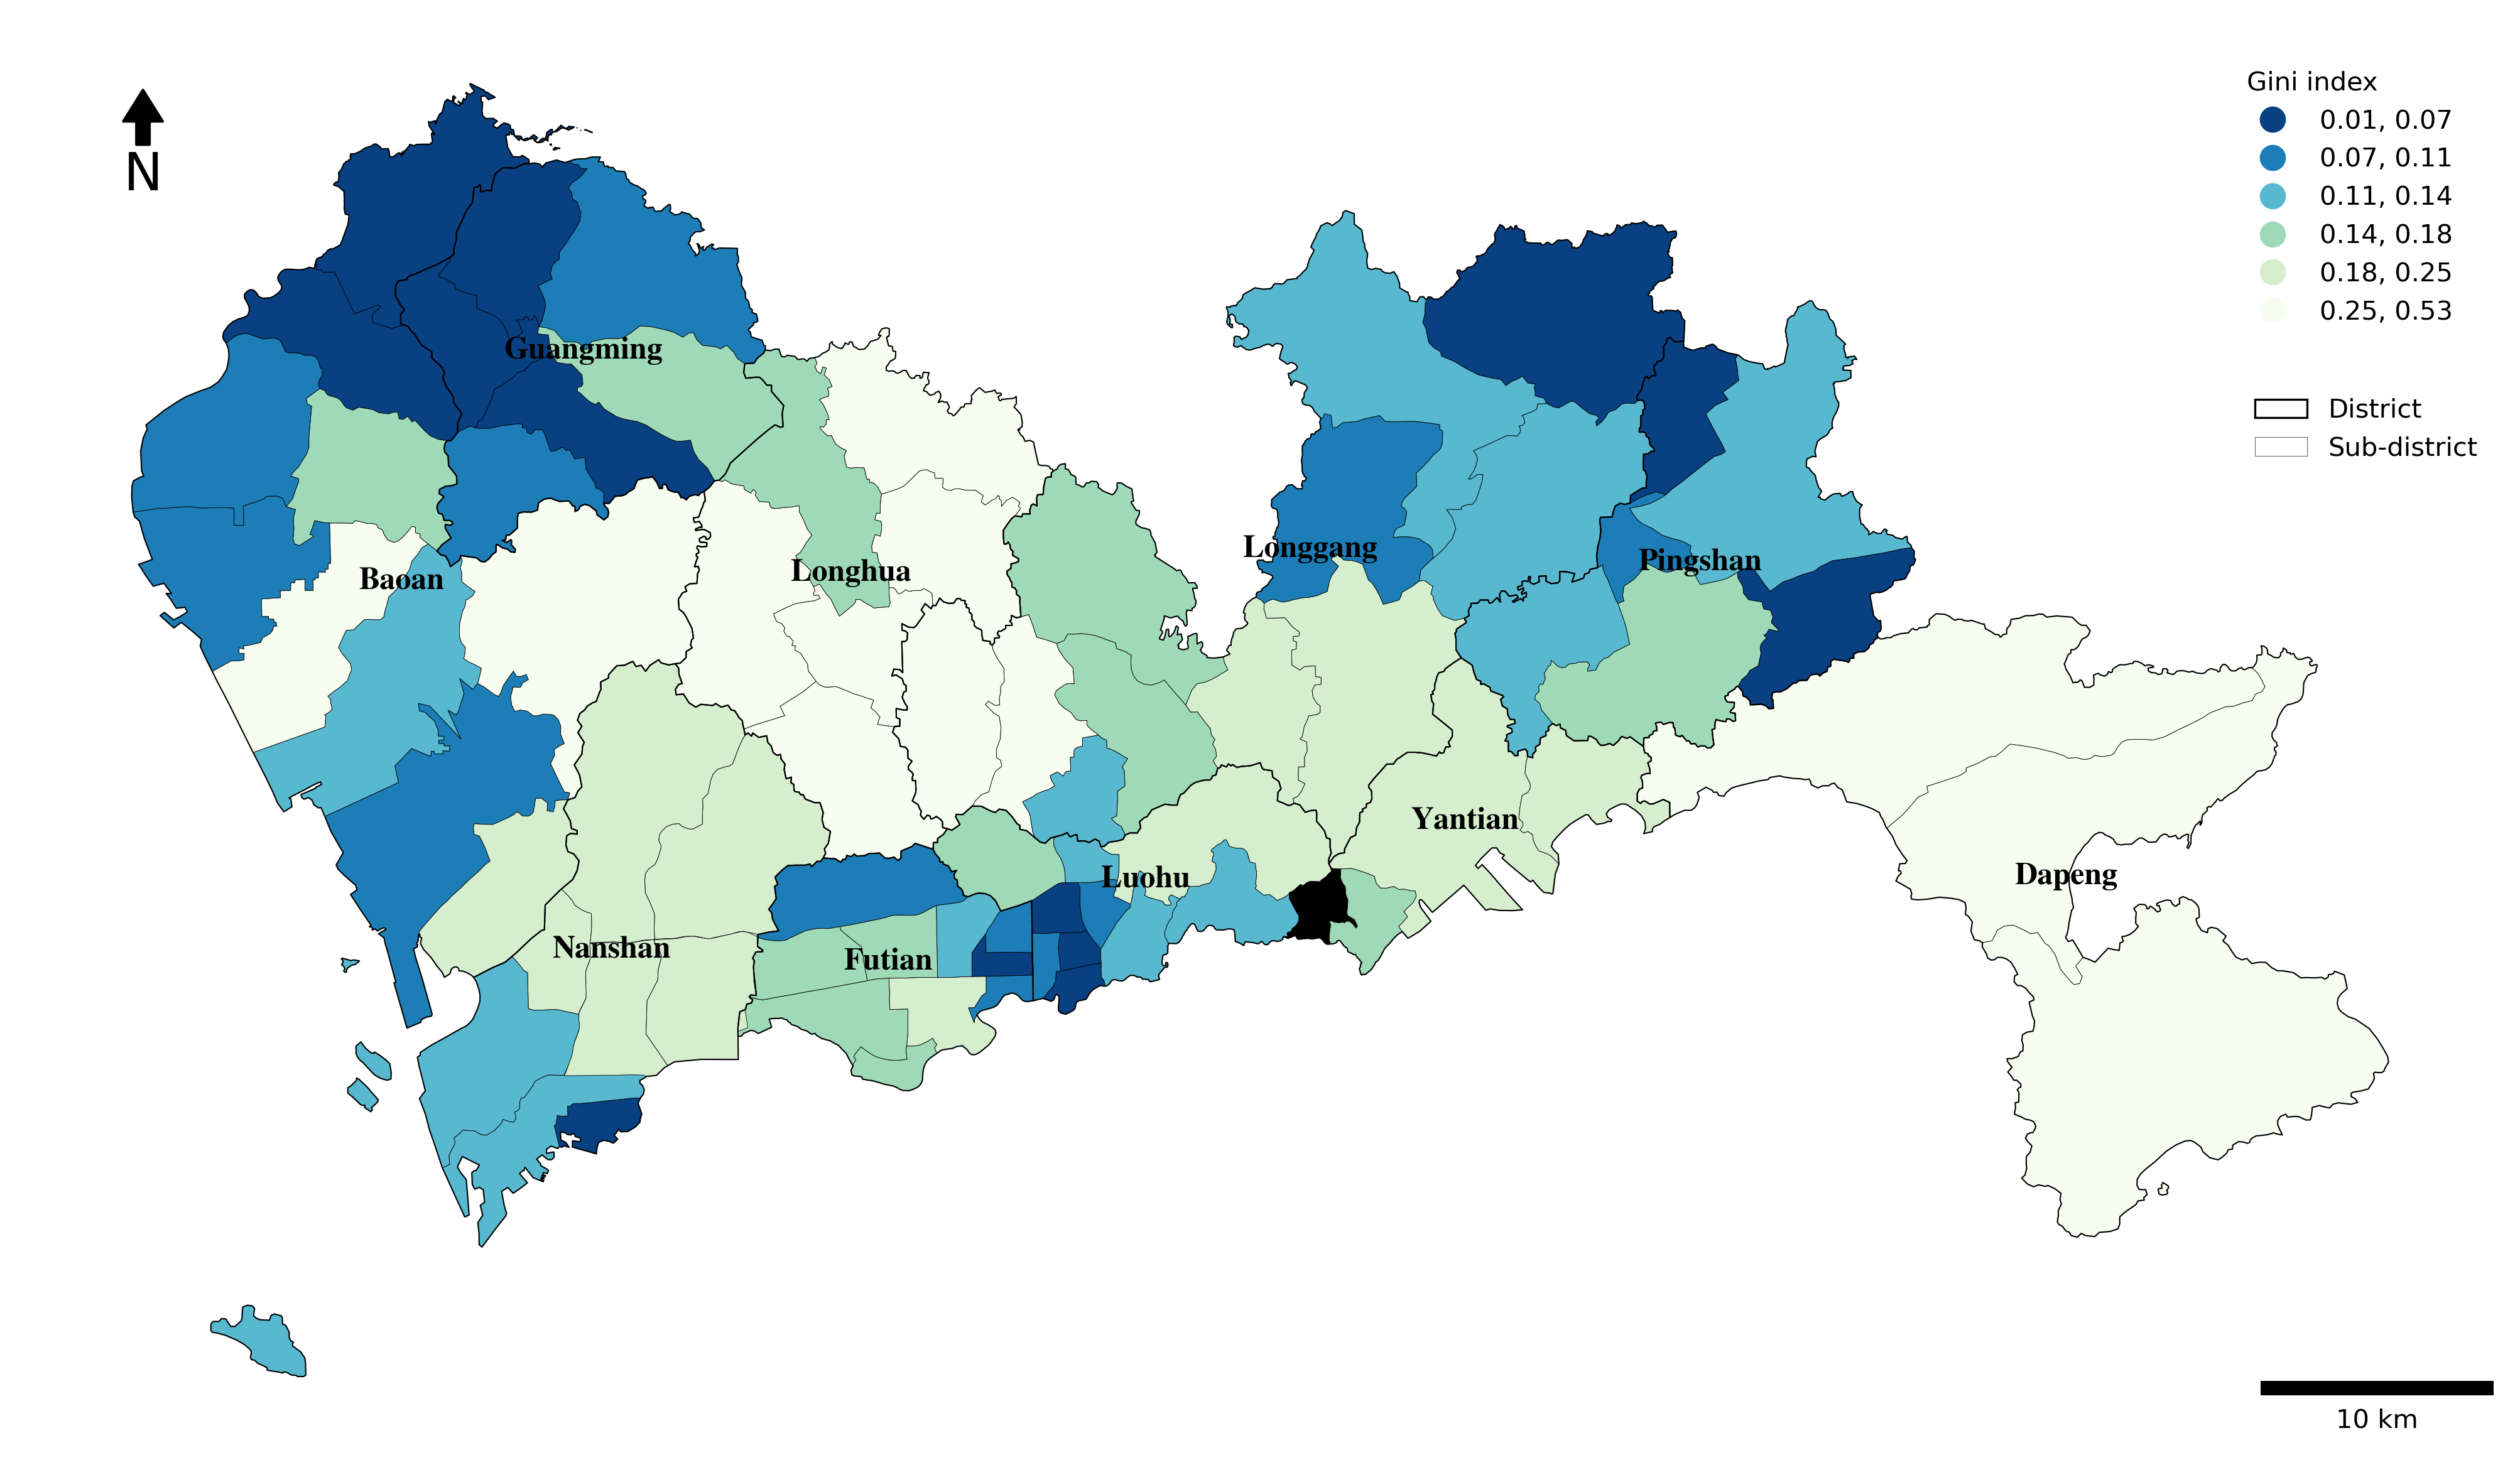 N
Gini index
0.01, 0.07
0.07, 0.11
0.11, 0.14
0.14, 0.18
0.18, 0.25
0.25, 0.53
District
Sub-district
Guangming
Baoan
Longhua
Longgang
Pingshan
Yantian
Luohu
Dapeng
Nanshan
Futian
10 km